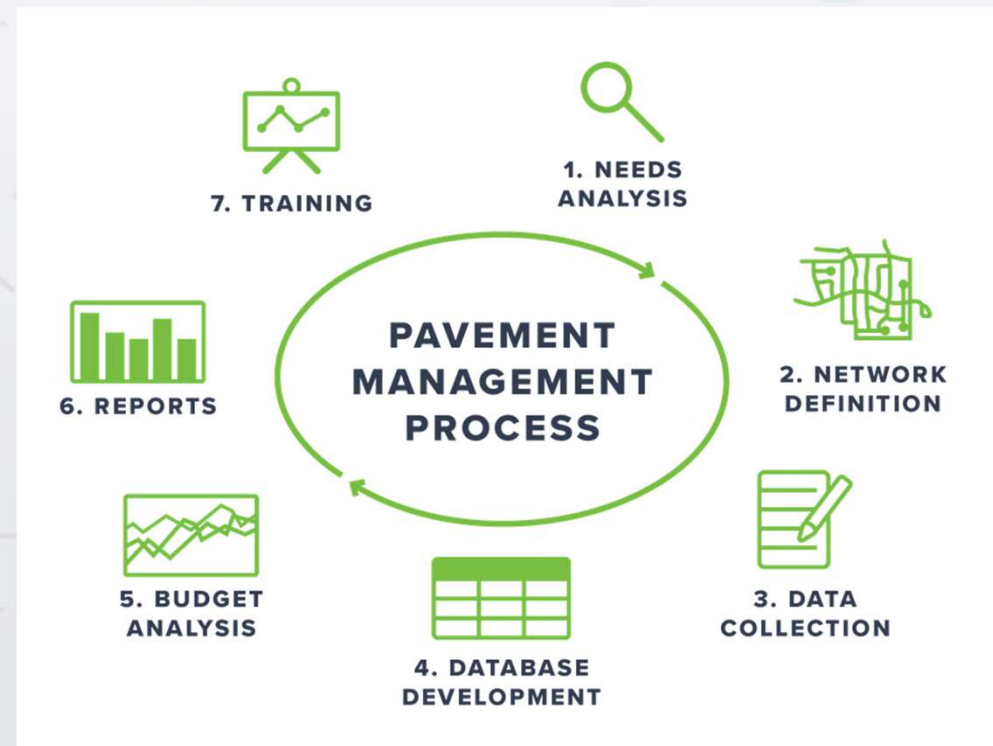 PAVEMENT
MANAGEMENT
PROCESS
1. NEEDS
ANALYSIS
2. NETWORK
DEFINITION
3. DATA
COLLECTION
4. DATABASE
DEVELOPMENT
5. BUDGET
ANALYSIS
6. REPORTS
7. TRAINING